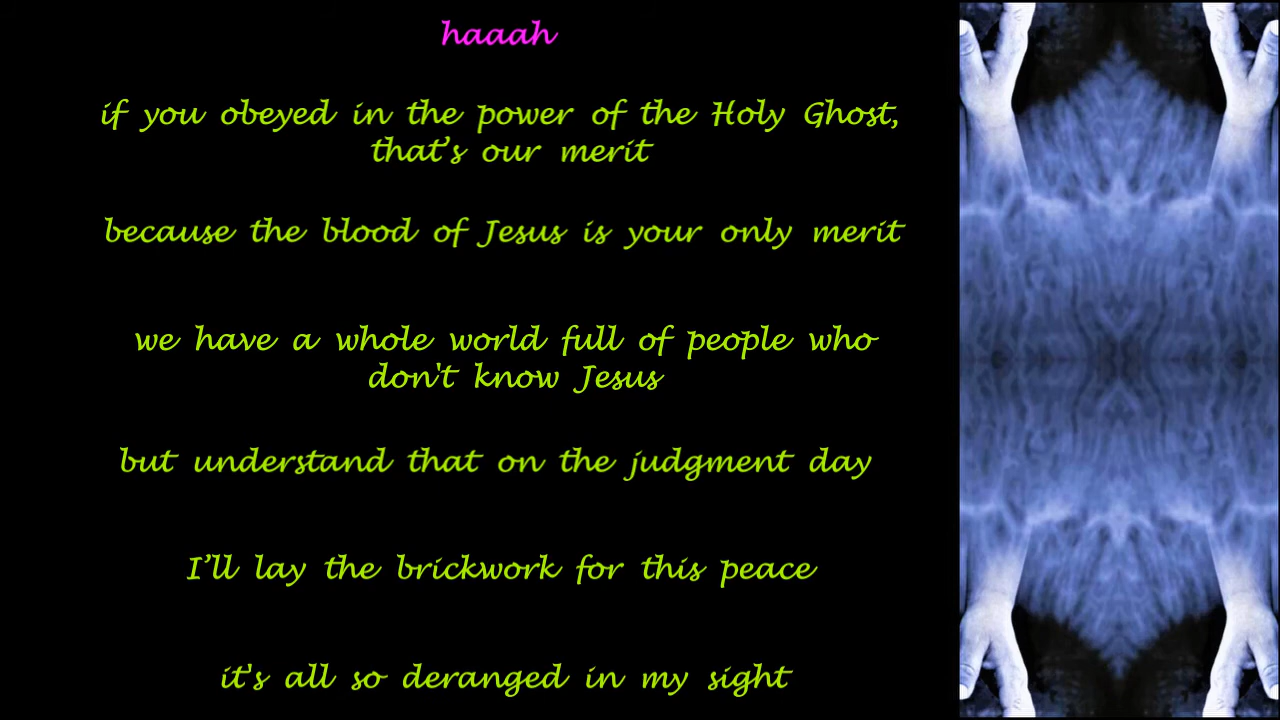 haaah
if you obeyed in the power of the Holy Ghost,
that's our merit
because the blood of Jesus is your only merit
we have a whole world full of people who
don't know Jesus
but understand that on the judgment day
I'll lay the brickwork for this peace
it's all so deranged in my sight